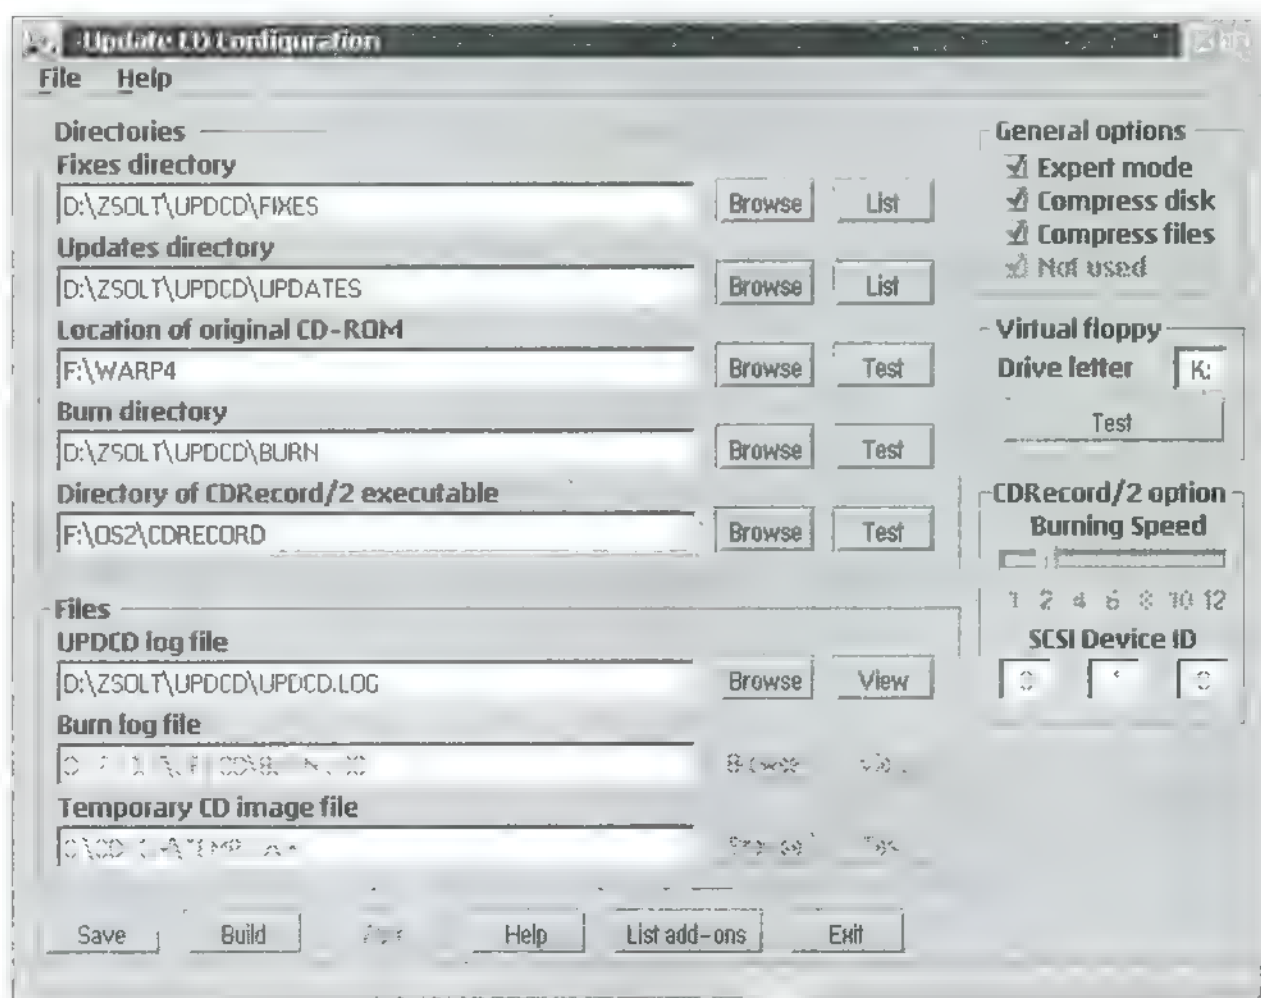 Update CD Configuration
File Help
Directories
Fixes directory
D:\ZSOLT\UPDCD\FIXES Browse List
Updates directory
D:\ZSOLT\UPDCD\UPDATES Browse List
Location of original CD-ROM
F:\WARP4 Browse Test
Burn directory
D:\ZSOLT\UPDCD\BURN Browse Test
Directory of CDRecord/2 executable
F:\OS2\CDRECORD Browse Test
Files
UPDCD log file
D:\ZSOLT\UPDCD\UPDCD.LOG Browse View
Burn log file
Temporary CD image file
Save Build Help List add-ons Exit
General options
Expert mode
Compress disk
Compress files
Not used
Virtual floppy
Drive letter K:
Test
CDRecord/2 option
Burning Speed
1 2 4 6 8 10 12
SCSI Device ID
0 0